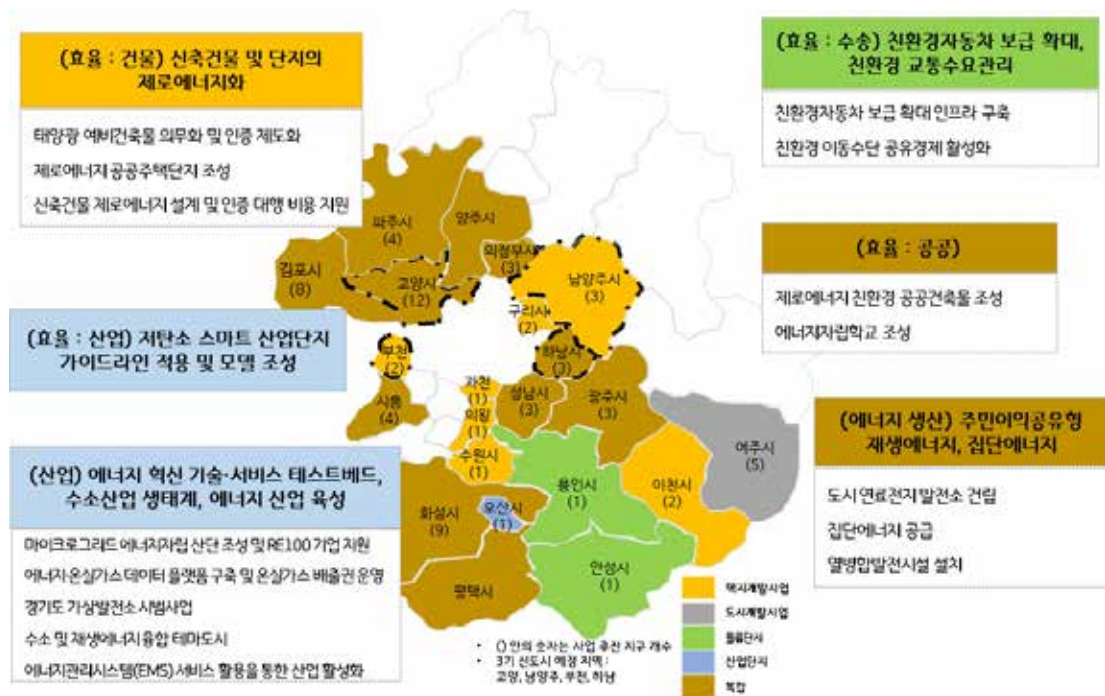 (효율 : 건물) 신축건물 및 단지의
제로에너지화
태양광 예비건축물 의무화 및 인증 제도화
제로에너지 공공주택단지 조성
신축건물 제로에너지 설계 및 인증 대행 비용 지원
(효율 : 수송) 친환경자동차 보급 확대,
친환경 교통수요관리
친환경자동차 보급 확대 인프라 구축
친환경 이동수단 공유경제 활성화
(효율 : 공공)
제로에너지 친환경 공공건축물 조성
에너지자립학교 조성
(효율 : 산업) 저탄소 스마트 산업단지
가이드라인 적용 및 모델 조성
(에너지 생산) 주민이익공유형
재생에너지, 집단에너지
도시 연료전지 발전소 건립
집단에너지 공급
열병합발전시설 설치
(산업) 에너지 혁신 기술·서비스 테스트베드,
수소산업 생태계, 에너지 산업 육성
마이크로그리드 에너지자립 산단 조성 및 RE100 기업 지원
에너지·온실가스 데이터 플랫폼 구축 및 온실가스 배출권 운영
경기도 가상발전소 시범사업
수소 및 재생에너지 융합 테마도시
에너지관리시스템(EMS) 서비스 활용을 통한 산업 활성화
파주시
(4)
양주시
의정부시
(3)
김포시
(8)
고양시
(12)
남양주시
(3)
구리시
(2)
부천
(2)
하남시
(3)
시흥
(4)
과천
(1)
의왕
(1)
성남시
(3)
광주시
(3)
수원시
(1)
여주시
(5)
용인시
(1)
이천시
(2)
화성시
(9)
오산시
(1)
안성시
(1)
평택시
• () 안의 숫자는 사업 추진 지구 개수
• 3기 신도시 예정 지역 :
고양, 남양주, 부천, 하남
택지개발사업
도시개발사업
물류단지
산업단지
복합